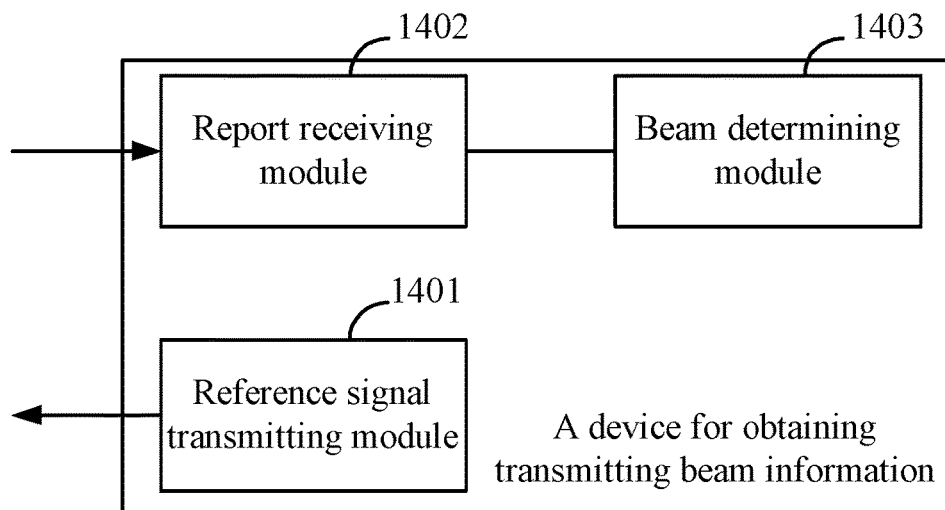 1402
1403
Report receiving
module
Beam determining
module
1401
Reference signal
transmitting module
A device for obtaining
transmitting beam information